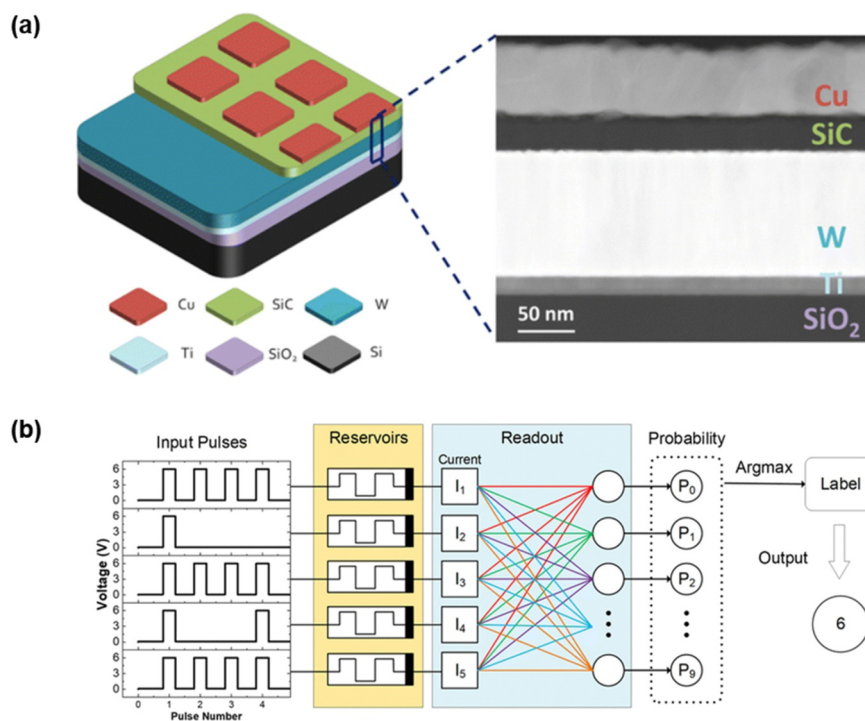 (a)
Cu
SiC
W
Ti
SiO₂
50 nm
Cu SiC W
Ti SiO₂ Si
(b)
Input Pulses Reservoirs Readout Probability
Current
Argmax
Label
Output
6
Voltage (V)
6
3
0
6
3
0
6
3
0
6
3
0
6
3
0
0 1 2 3 4
Pulse Number
I₁
I₂
I₃
I₄
I₅
P₀
P₁
P₂
P₉